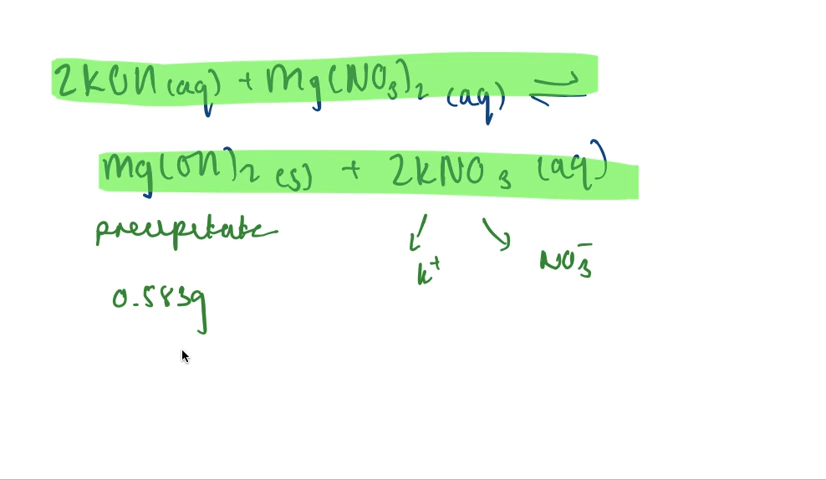 2KOH(aq) + Mg(NO3)2 (aq) ⇌
Mg(OH)2 (s) + 2KNO3 (aq)
precipitate
K+ NO3-
0.583g